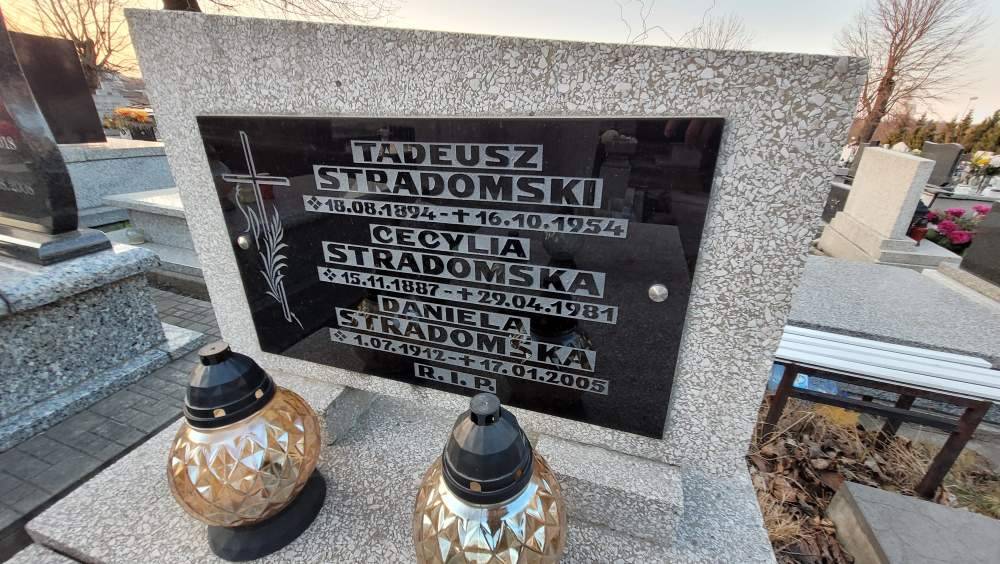 TADEUSZ
STRADOMSKI
❖ 18.08.1894 - ✝ 16.10.1954
CECYLIA
STRADOMSKA
❖ 15.11.1887 - ✝ 29.04.1981
DANIELA
STRADOMSKA
❖ 1.07.1912 - ✝ 17.01.2005
R.I.P.